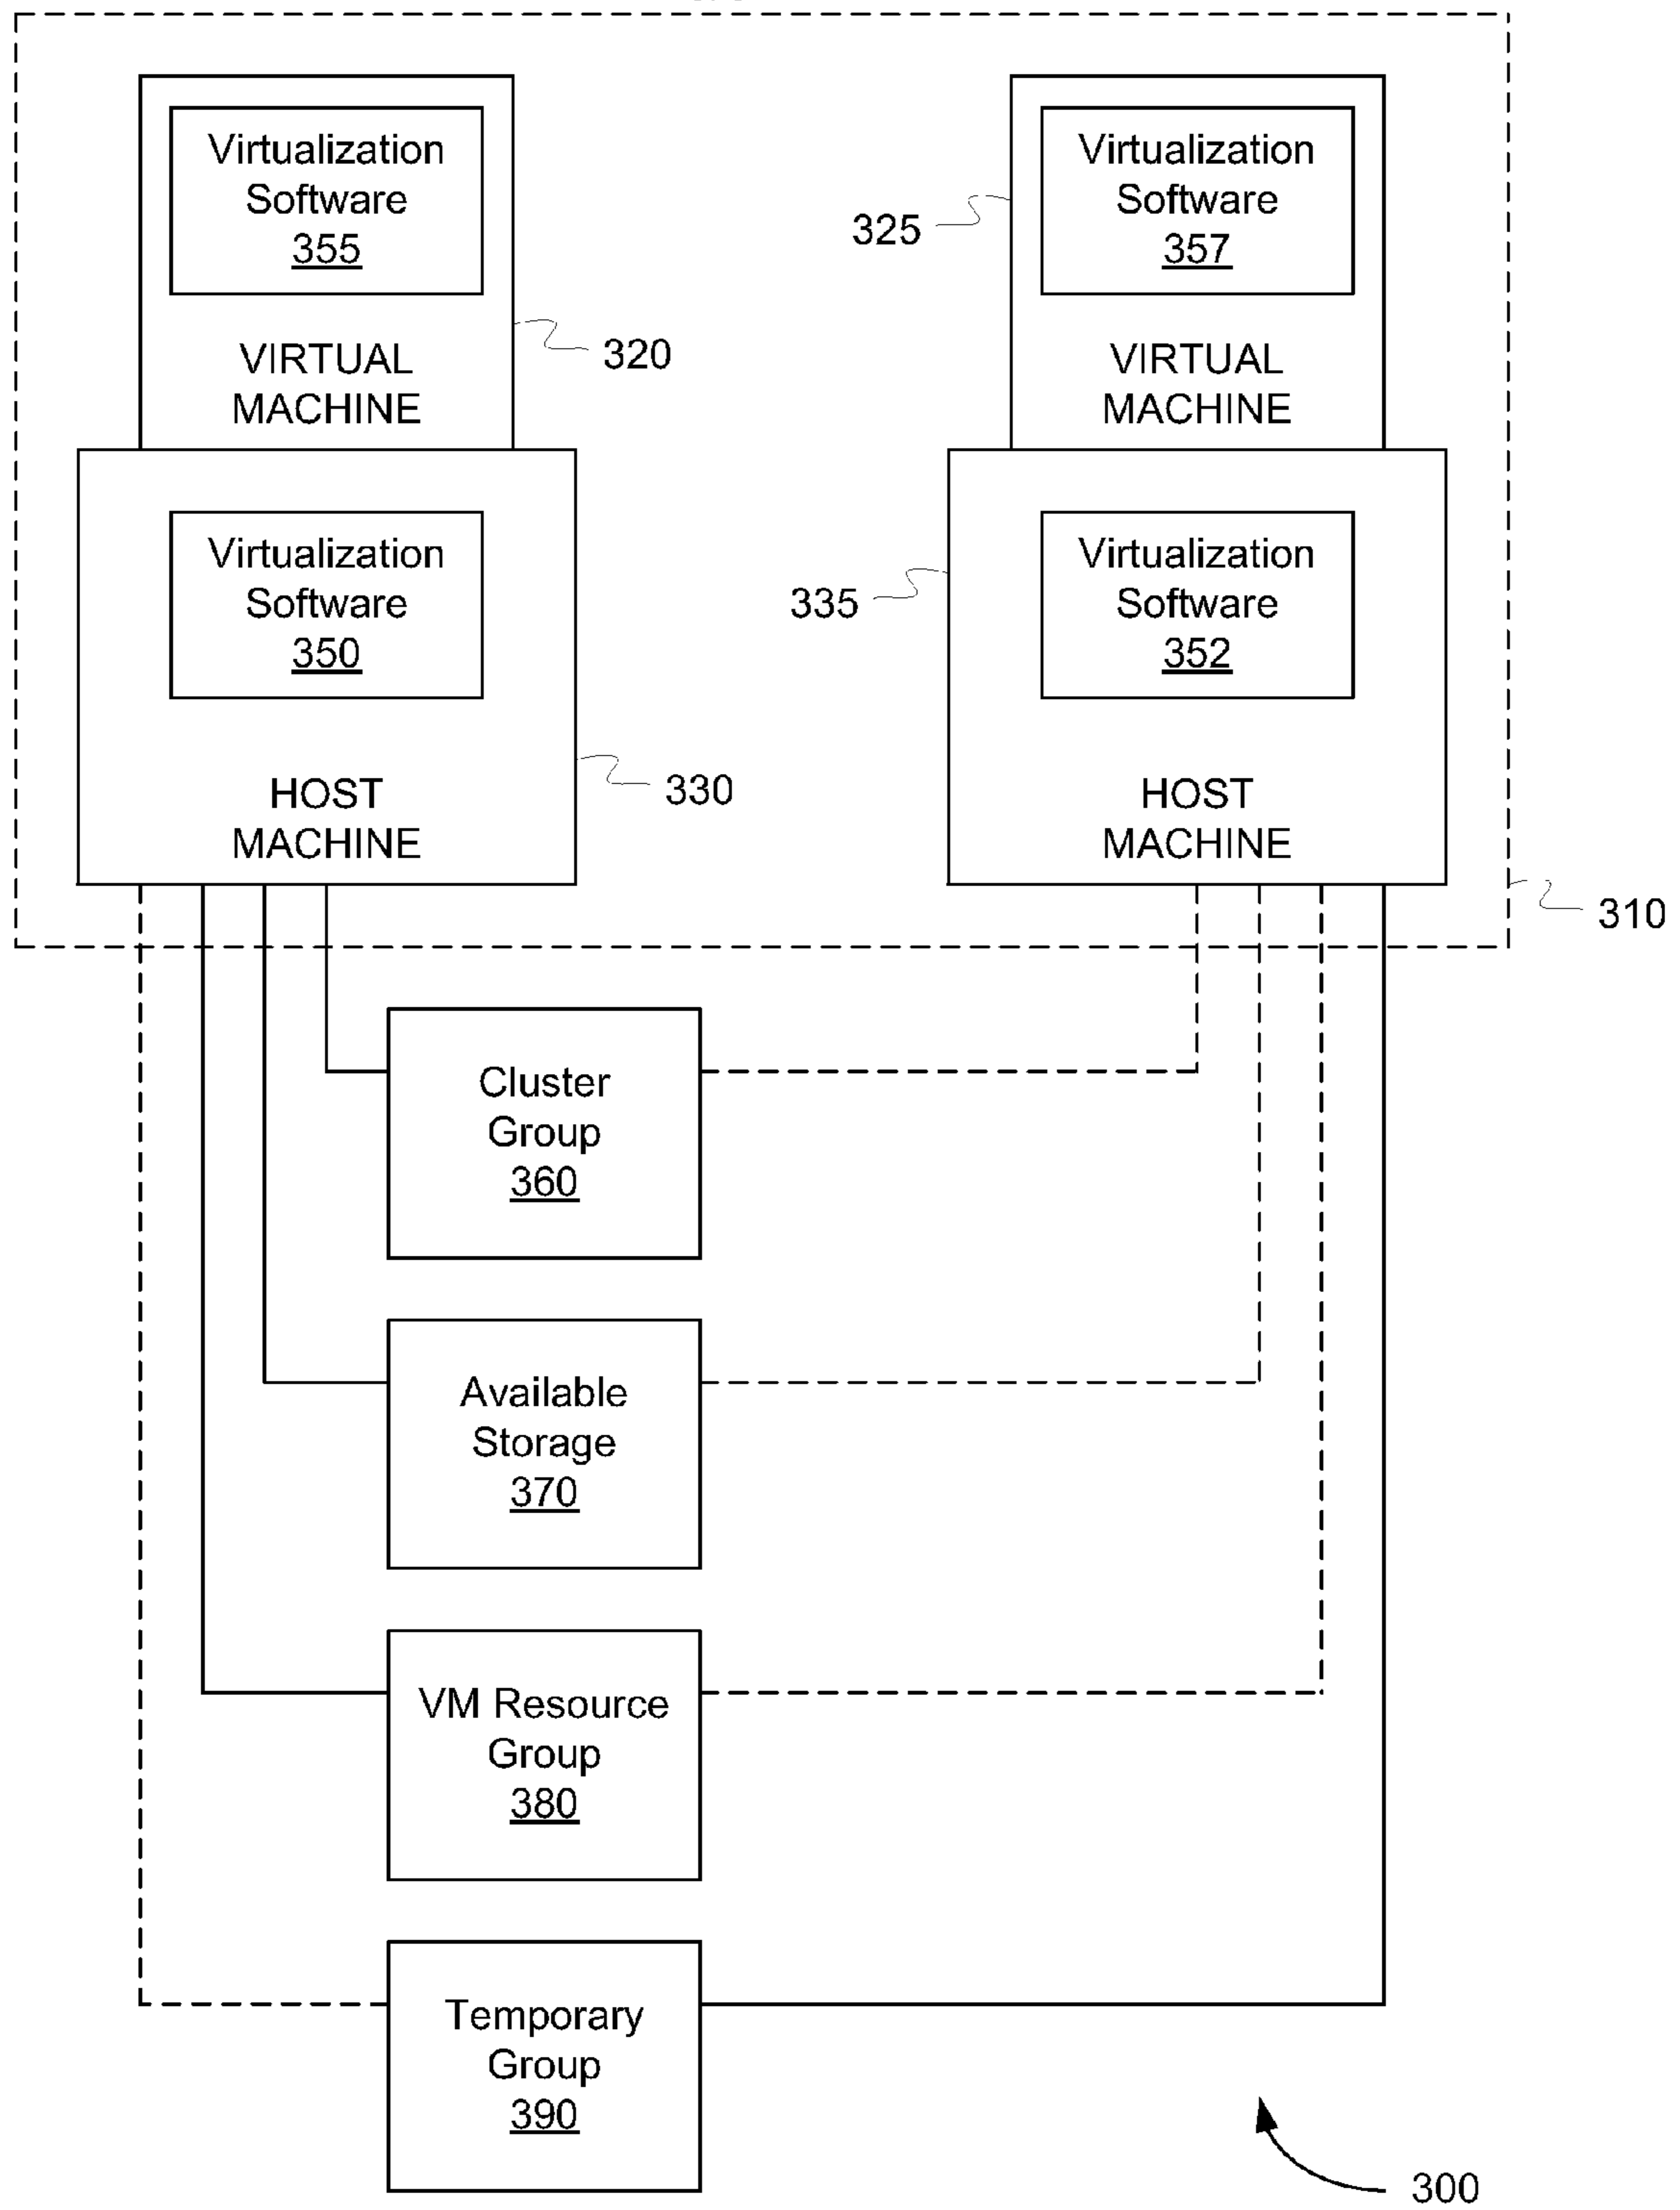 Virtualization
Software
355
VIRTUAL
MACHINE
320
Virtualization
Software
357
325
VIRTUAL
MACHINE
Virtualization
Software
350
HOST
MACHINE
330
Virtualization
Software
352
335
HOST
MACHINE
310
Cluster
Group
360
Available
Storage
370
VM Resource
Group
380
Temporary
Group
390
300